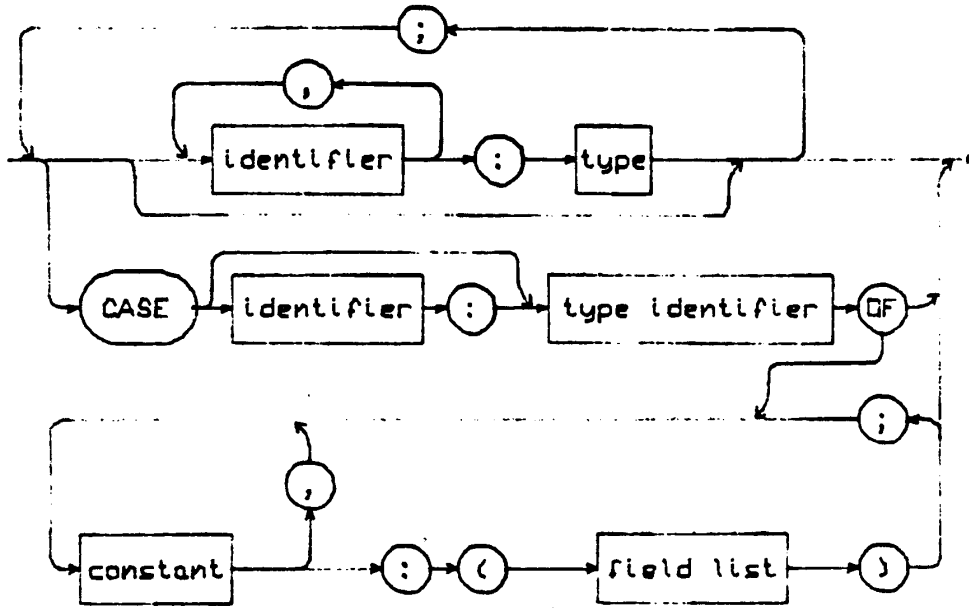 ;
,
identifier : type
CASE identifier : type identifier OF
;
,
constant : ( field list )